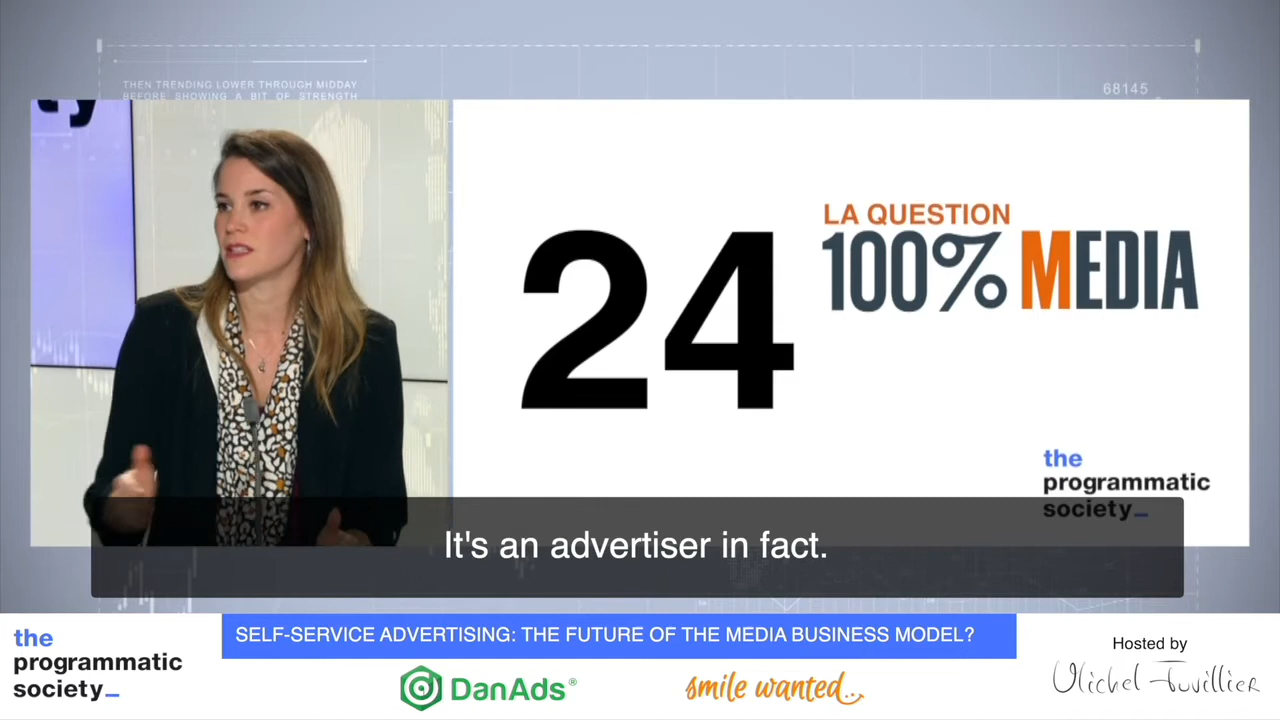 THEN TRENDING LOWER THROUGH MIDDAY
BEFORE SHOWING A BIT OF STRENGTH
68145
LA QUESTION
100% MEDIA
24
the
programmatic
society_
It's an advertiser in fact.
the
programmatic
society_
SELF-SERVICE ADVERTISING: THE FUTURE OF THE MEDIA BUSINESS MODEL?
DanAds®
smile wanted...
Hosted by